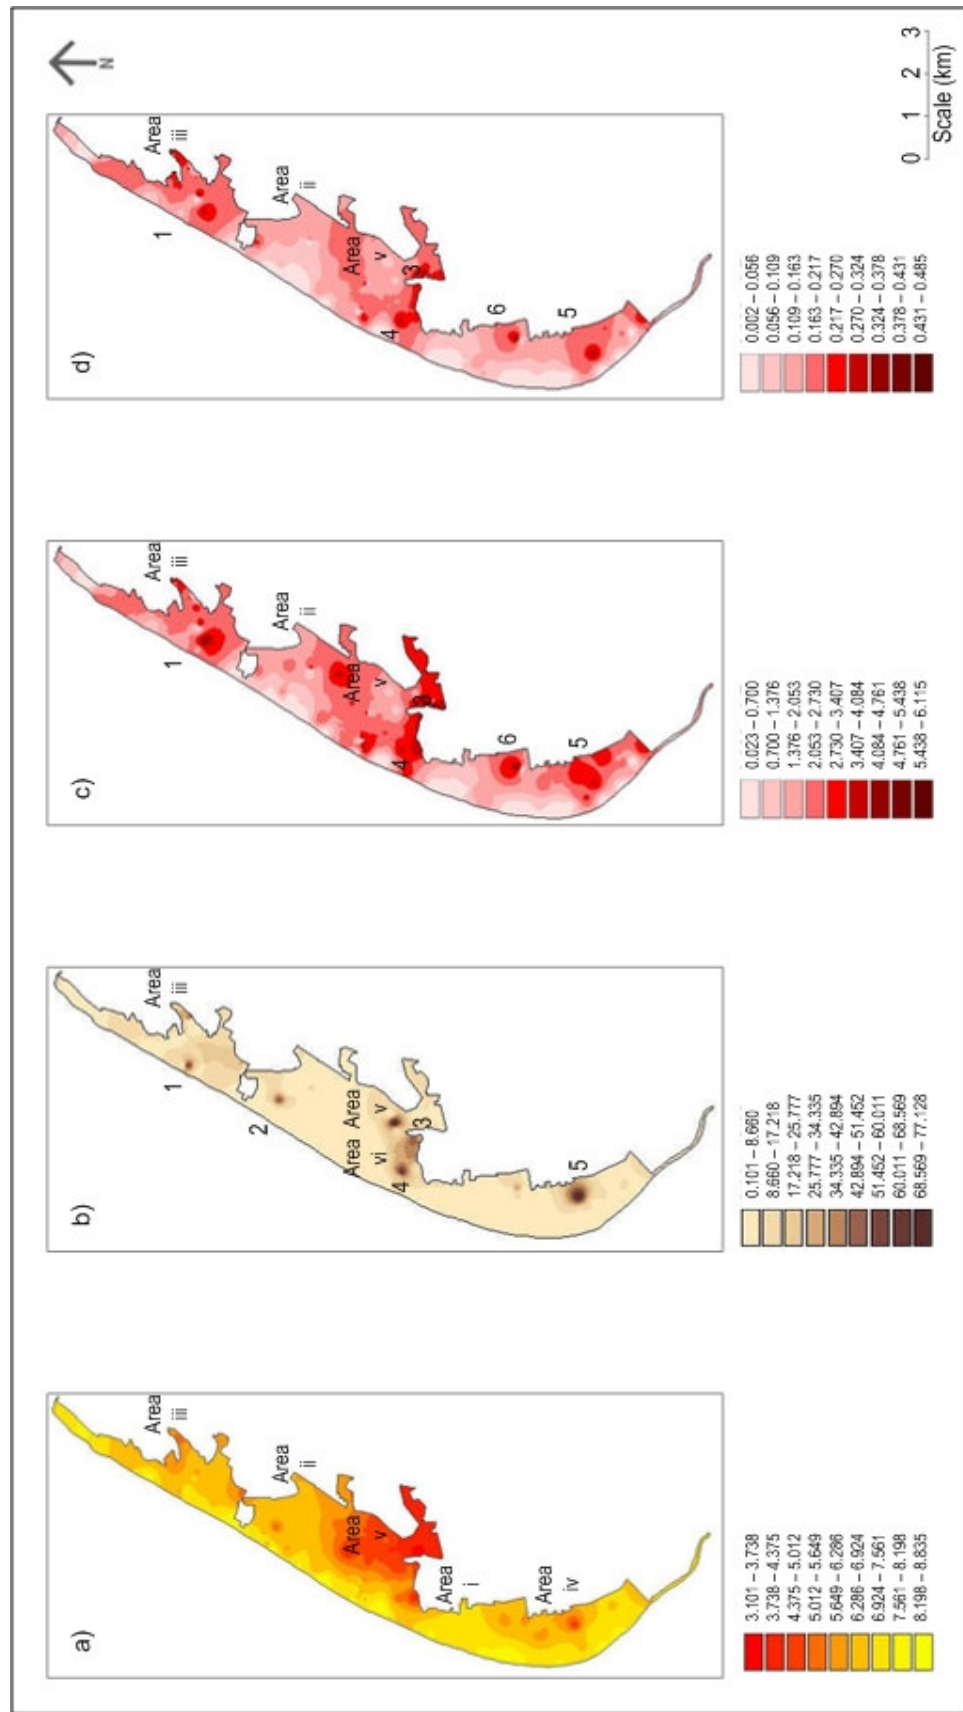 a)
Area
iii
Area
ii
Area
v
Area
i
Area
iv
3.101 – 3.738
3.738 – 4.375
4.375 – 5.012
5.012 – 5.649
5.649 – 6.286
6.286 – 6.924
6.924 – 7.561
7.561 – 8.198
8.198 – 8.835
b)
Area
iii
1
2
Area
vi
Area
v
4
3
5
0.101 – 8.660
8.660 – 17.218
17.218 – 25.777
25.777 – 34.335
34.335 – 42.894
42.894 – 51.452
51.452 – 60.011
60.011 – 68.569
68.569 – 77.128
c)
Area
iii
1
Area
ii
Area
v
4
3
6
5
0.023 – 0.700
0.700 – 1.376
1.376 – 2.053
2.053 – 2.730
2.730 – 3.407
3.407 – 4.084
4.084 – 4.761
4.761 – 5.438
5.438 – 6.115
d)
Area
iii
1
Area
ii
Area
v
4
3
6
5
0.002 – 0.056
0.056 – 0.109
0.109 – 0.163
0.163 – 0.217
0.217 – 0.270
0.270 – 0.324
0.324 – 0.378
0.378 – 0.431
0.431 – 0.485
N
0 1 2 3
Scale (km)